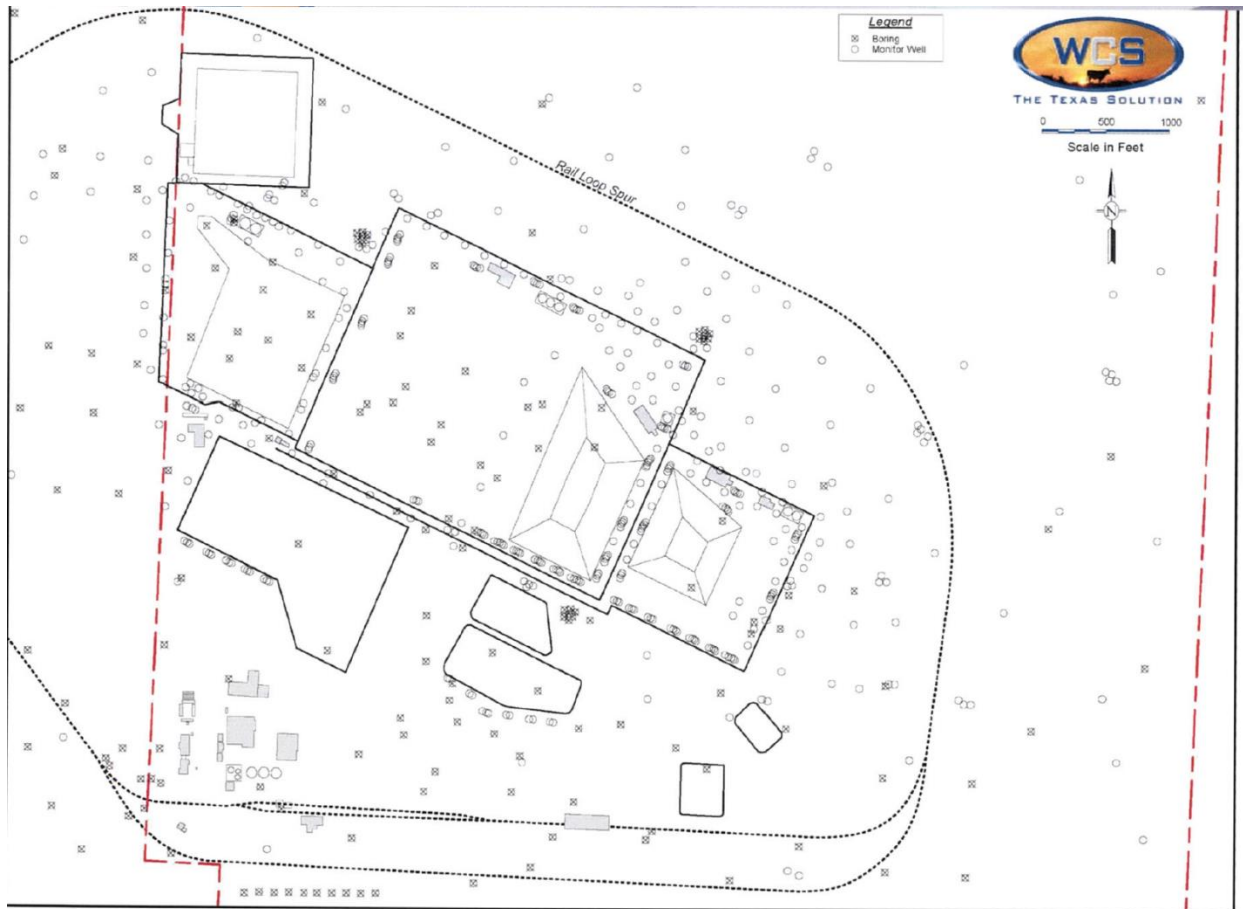 Legend
Boring
Monitor Well
WCS
THE TEXAS SOLUTION
0 500 1000
Scale in Feet
N
Rail Loop Spur